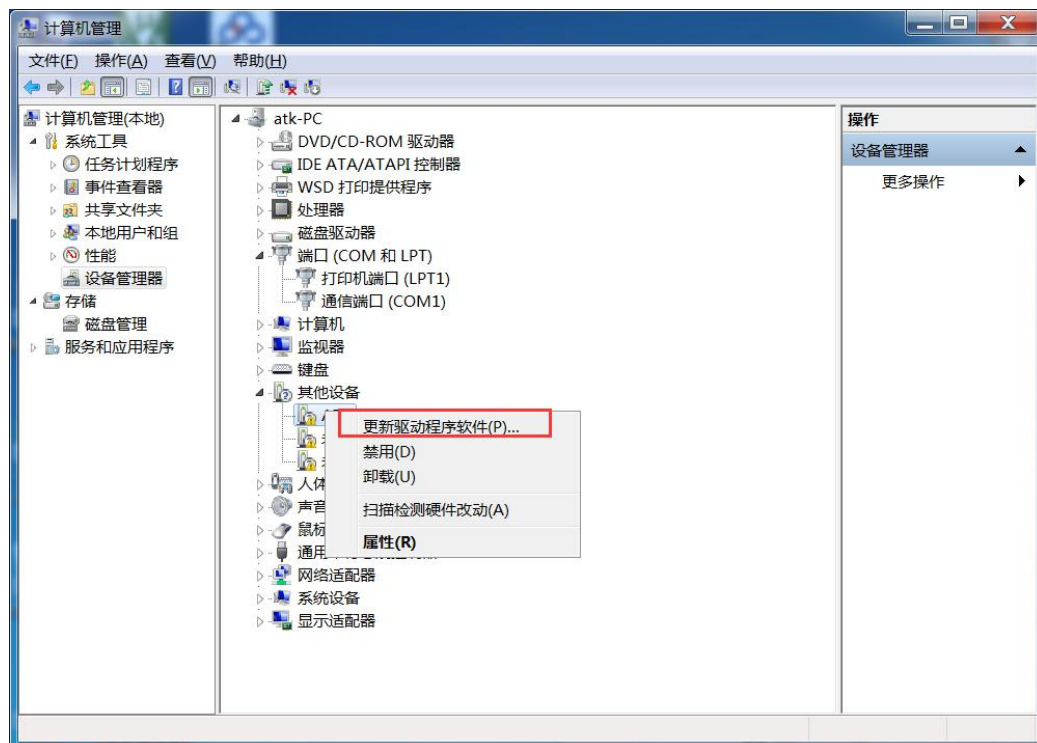 计算机管理
文件(F) 操作(A) 查看(V) 帮助(H)
计算机管理(本地)
系统工具
任务计划程序
事件查看器
共享文件夹
本地用户和组
性能
设备管理器
存储
磁盘管理
服务和应用程序
atk-PC
DVD/CD-ROM 驱动器
IDE ATA/ATAPI 控制器
WSD 打印提供程序
处理器
磁盘驱动器
端口 (COM 和 LPT)
打印机端口 (LPT1)
通信端口 (COM1)
计算机
监视器
键盘
其他设备
人体
声音
鼠标
通用
网络适配器
系统设备
显示适配器
更新驱动程序软件(P)...
禁用(D)
卸载(U)
扫描检测硬件改动(A)
属性(R)
操作
设备管理器
更多操作